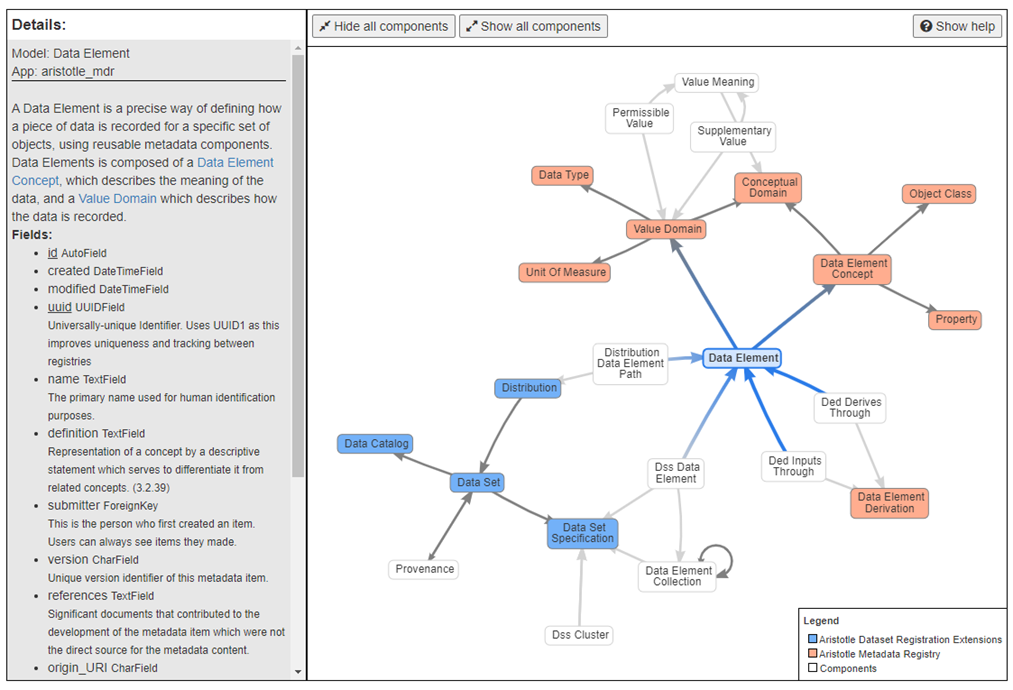 Details:
Model: Data Element
App: aristotle_mdr
A Data Element is a precise way of defining how
a piece of data is recorded for a specific set of
objects, using reusable metadata components.
Data Elements is composed of a Data Element
Concept, which describes the meaning of the
data, and a Value Domain which describes how
the data is recorded.
Fields:
id AutoField
created DateTimeField
modified DateTimeField
uuid UUIDField
Universally-unique Identifier. Uses UUID1 as this
improves uniqueness and tracking between
registries
name TextField
The primary name used for human identification
purposes.
definition TextField
Representation of a concept by a descriptive
statement which serves to differentiate it from
related concepts. (3.2.39)
submitter ForeignKey
This is the person who first created an item.
Users can always see items they made.
version CharField
Unique version identifier of this metadata item.
references TextField
Significant documents that contributed to the
development of the metadata item which were not
the direct source for the metadata content.
origin_URI CharField
Hide all components
Show all components
Show help
Value Meaning
Permissible
Value
Supplementary
Value
Data Type
Conceptual
Domain
Object Class
Value Domain
Unit Of Measure
Data Element
Concept
Property
Distribution
Data Element
Path
Data Element
Distribution
Ded Derives
Through
Data Catalog
Dss Data
Element
Ded Inputs
Through
Data Set
Data Element
Derivation
Data Set
Specification
Provenance
Data Element
Collection
Dss Cluster
Legend
Aristotle Dataset Registration Extensions
Aristotle Metadata Registry
Components